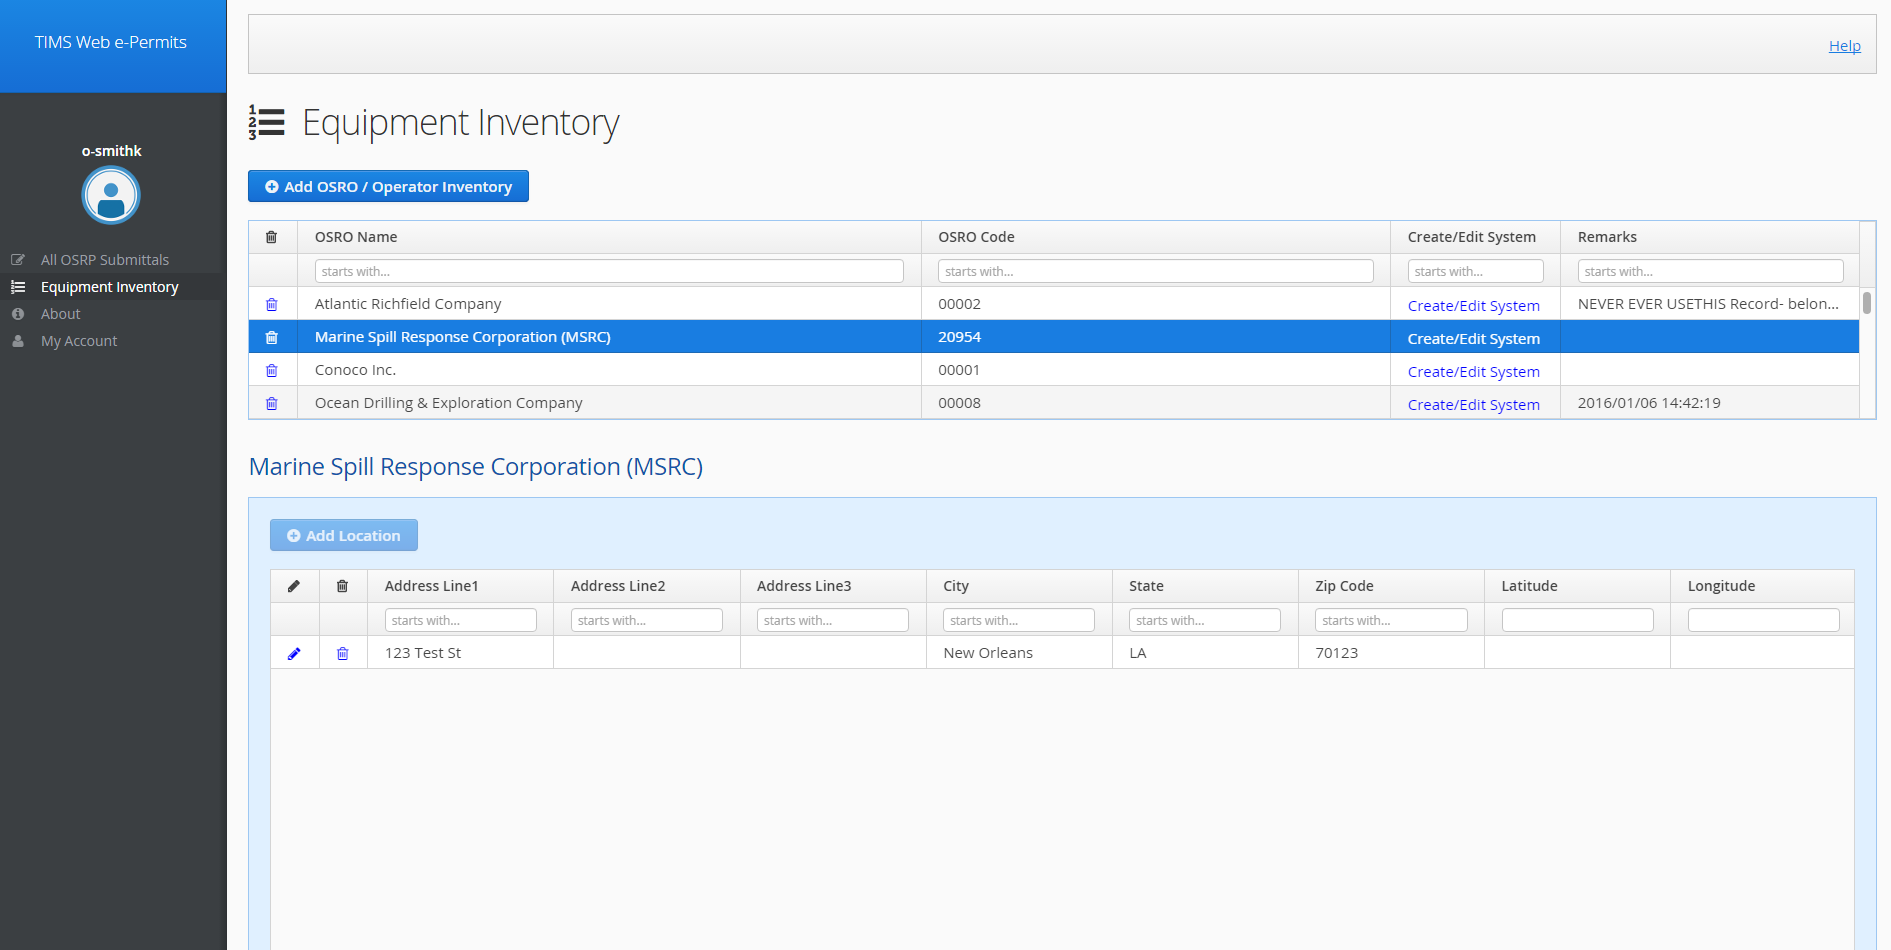 TIMS Web e-Permits
Help
o-smithk
All OSRP Submittals
Equipment Inventory
About
My Account
Equipment Inventory
Add OSRO / Operator Inventory
OSRO Name OSRO Code Create/Edit System Remarks
starts with... starts with... starts with... starts with...
Atlantic Richfield Company 00002 Create/Edit System NEVER EVER USETHIS Record- belon...
Marine Spill Response Corporation (MSRC) 20954 Create/Edit System
Conoco Inc. 00001 Create/Edit System
Ocean Drilling & Exploration Company 00008 Create/Edit System 2016/01/06 14:42:19
Marine Spill Response Corporation (MSRC)
Add Location
Address Line1 Address Line2 Address Line3 City State Zip Code Latitude Longitude
starts with... starts with... starts with... starts with... starts with... starts with...
123 Test St New Orleans LA 70123